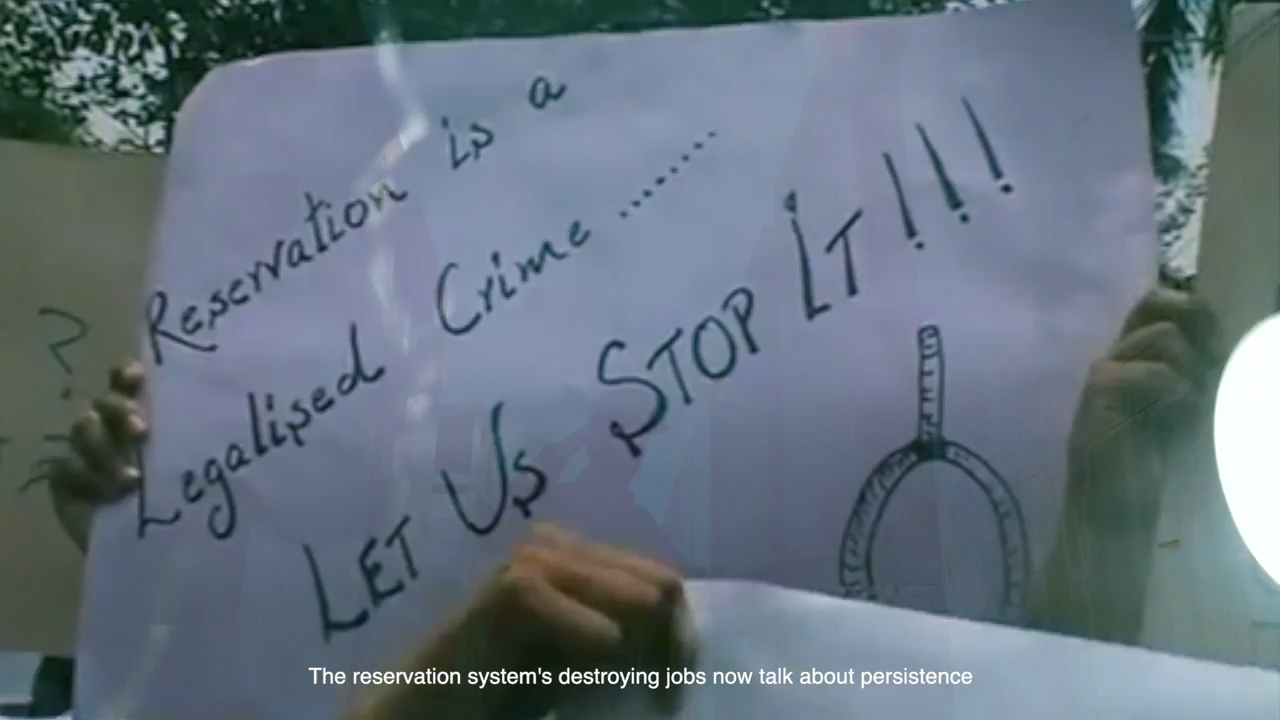 Reservation is a
Legalised Crime ........
LET Us STOP iT!!!
?
The reservation system's destroying jobs now talk about persistence